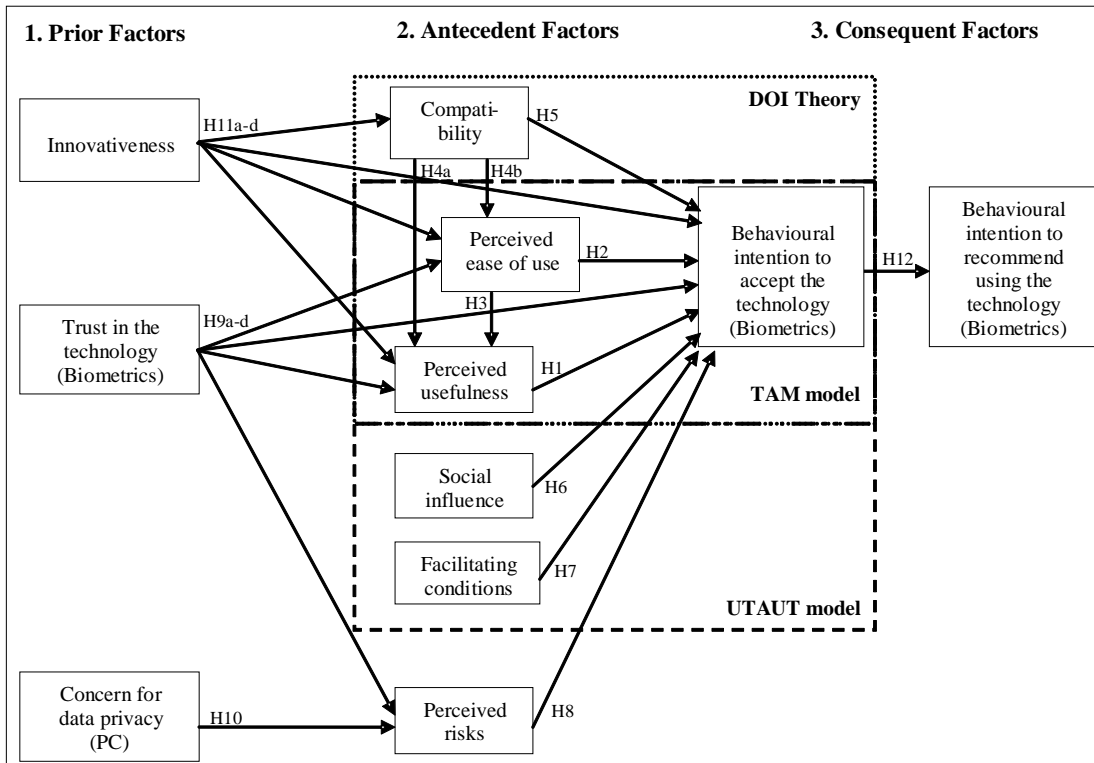 1. Prior Factors
2. Antecedent Factors
3. Consequent Factors
DOI Theory
Compati-
bility
H5
H11a-d
Innovativeness
H4a
H4b
Perceived
ease of use
H2
Behavioural
intention to
accept the
technology
(Biometrics)
H12
Behavioural
intention to
recommend
using the
technology
(Biometrics)
H3
H9a-d
Trust in the
technology
(Biometrics)
Perceived
usefulness
H1
TAM model
Social
influence
H6
Facilitating
conditions
H7
UTAUT model
Concern for
data privacy
(PC)
H10
Perceived
risks
H8